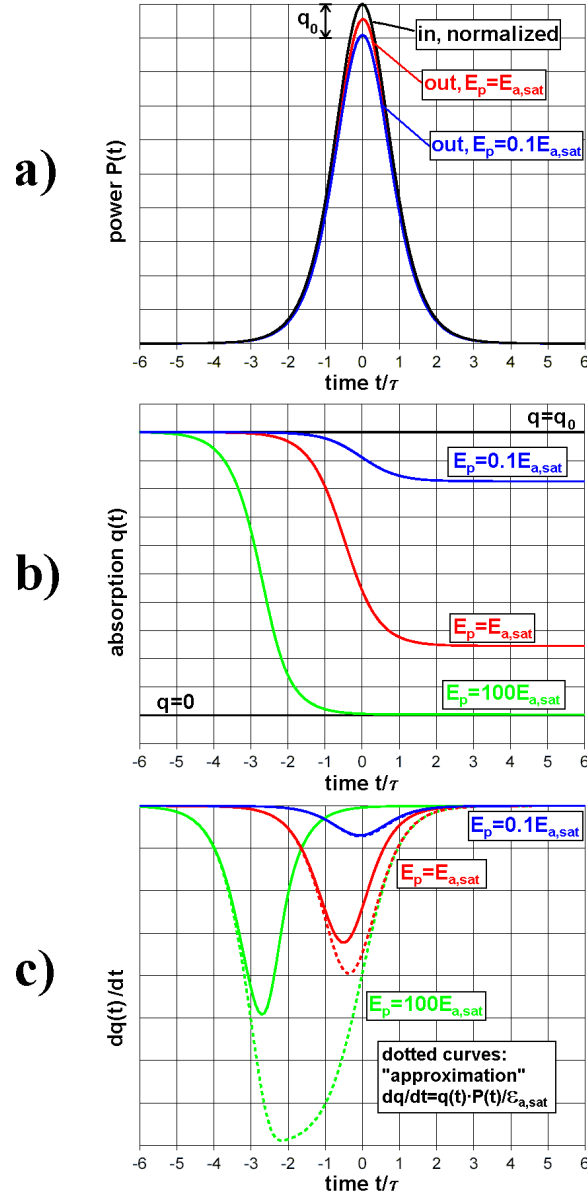 a)
power P(t)
q₀
in, normalized
out, Eₚ=Eₐ,sat
out, Eₚ=0.1Eₐ,sat
-6 -5 -4 -3 -2 -1 0 1 2 3 4 5 6
time t/τ
b)
absorption q(t)
q=q₀
Eₚ=0.1Eₐ,sat
Eₚ=Eₐ,sat
Eₚ=100Eₐ,sat
q=0
-6 -5 -4 -3 -2 -1 0 1 2 3 4 5 6
time t/τ
c)
dq(t)/dt
Eₚ=0.1Eₐ,sat
Eₚ=Eₐ,sat
Eₚ=100Eₐ,sat
dotted curves:
"approximation"
dq/dt=q(t)·P(t)/Ɛₐ,sat
-6 -5 -4 -3 -2 -1 0 1 2 3 4 5 6
time t/τ